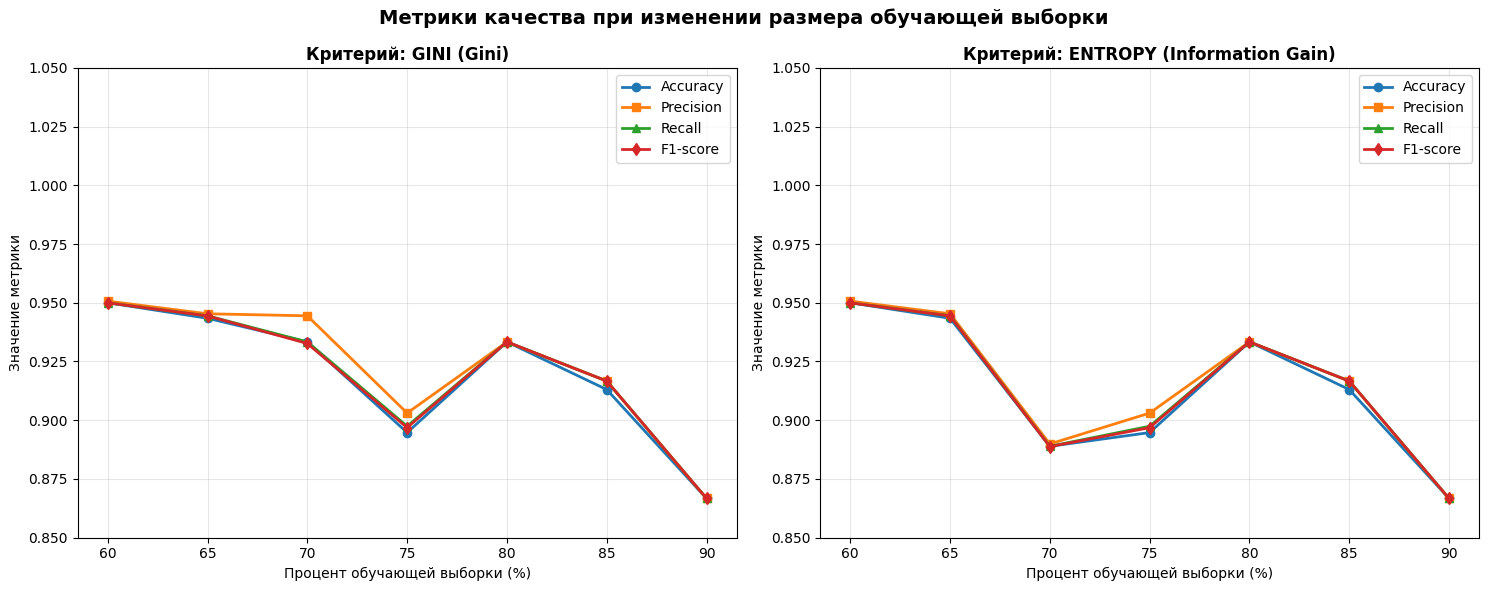 Метрики качества при изменении размера обучающей выборки
Критерий: GINI (Gini)
1.050
1.025
1.000
0.975
0.950
0.925
0.900
0.875
0.850
Значение метрики
60 65 70 75 80 85 90
Процент обучающей выборки (%)
Accuracy
Precision
Recall
F1-score
Критерий: ENTROPY (Information Gain)
1.050
1.025
1.000
0.975
0.950
0.925
0.900
0.875
0.850
Значение метрики
60 65 70 75 80 85 90
Процент обучающей выборки (%)
Accuracy
Precision
Recall
F1-score